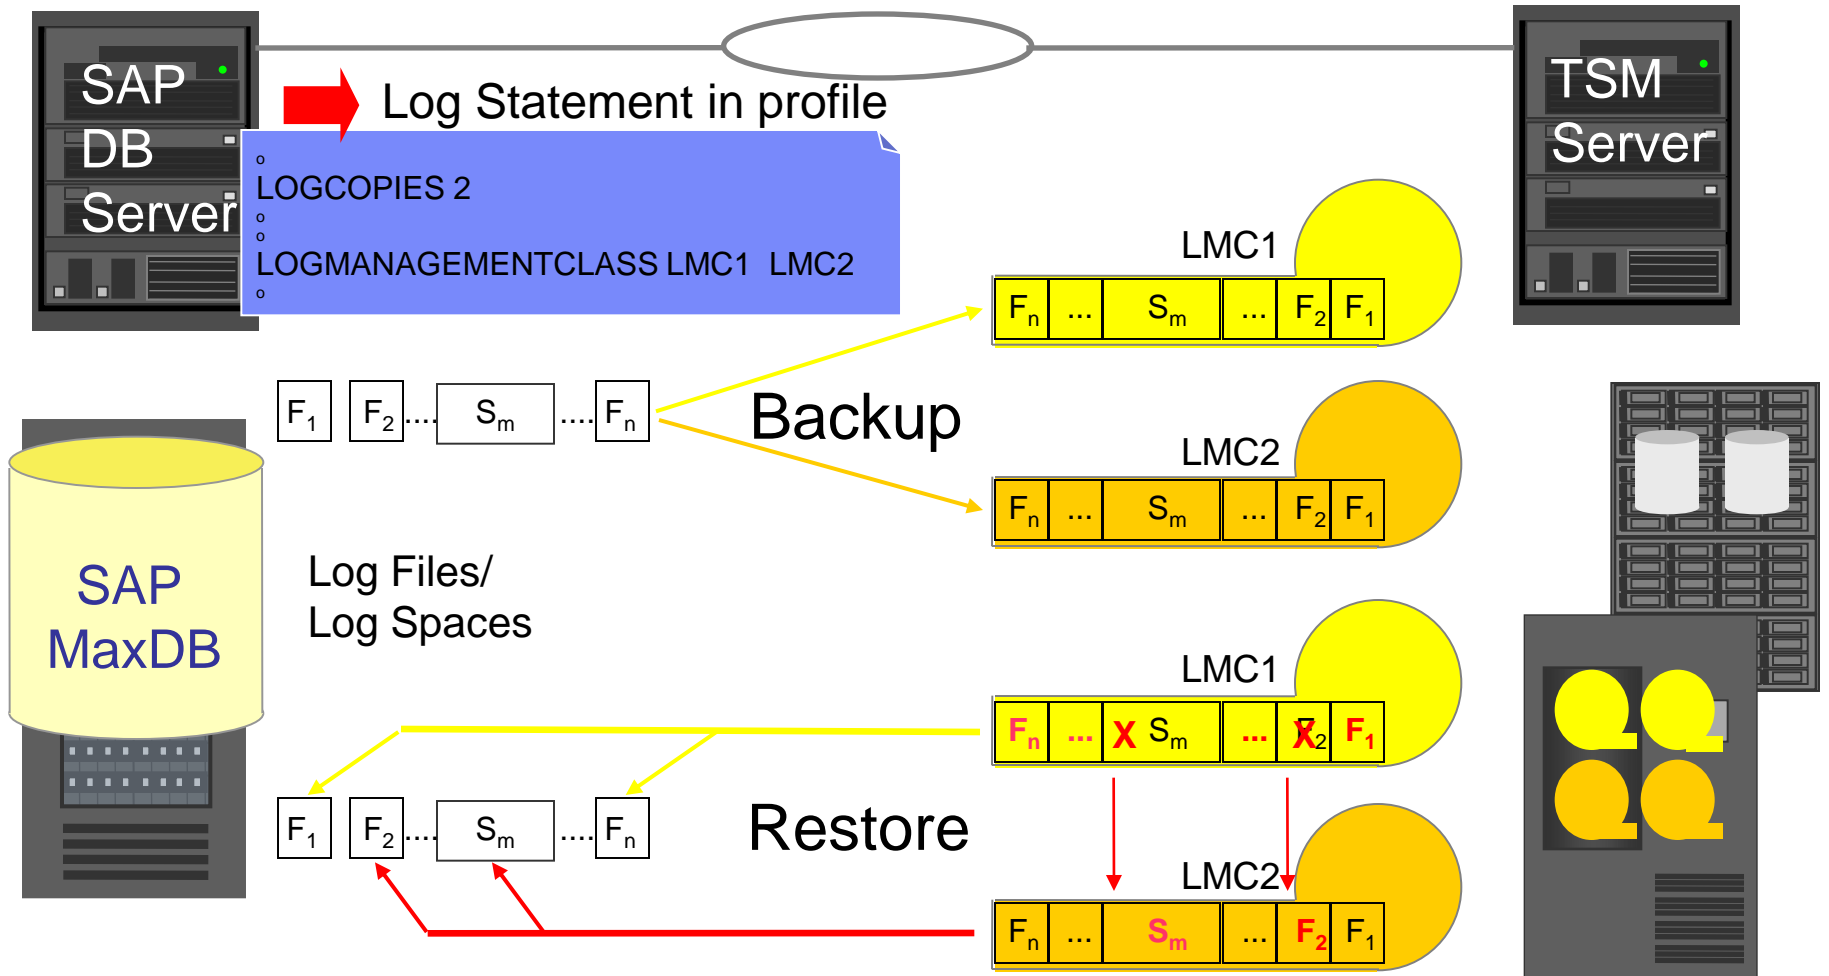 SAP
DB
Server
Log Statement in profile
TSM
Server
o
LOGCOPIES 2
o
o
LOGMANAGEMENTCLASS LMC1 LMC2
o
LMC1
Fn ... Sm ... F2 F1
F1 F2 .... Sm .... Fn
Backup
LMC2
Fn ... Sm ... F2 F1
SAP
MaxDB
Log Files/
Log Spaces
LMC1
Fn ... X Sm ... X F2 F1
F1 F2 .... Sm .... Fn
Restore
LMC2
Fn ... Sm ... F2 F1